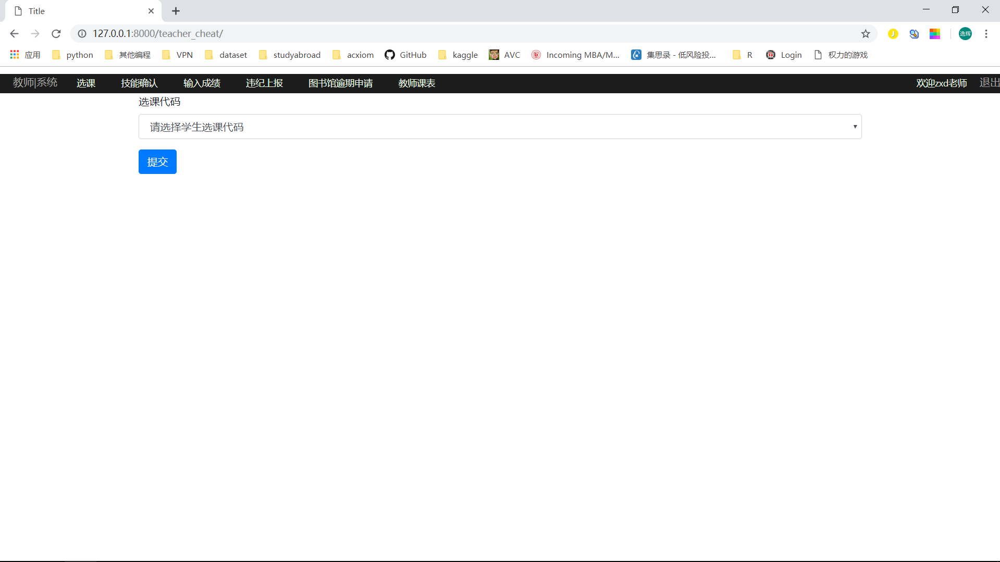 Title
127.0.0.1:8000/teacher_cheat/
逸辉
应用 python 其他编程 VPN dataset studyabroad acxiom GitHub kaggle AVC Incoming MBA/M... 集思录 - 低风险投... R Login 权力的游戏
教师|系统 选课 技能确认 输入成绩 违纪上报 图书馆逾期申请 教师课表 欢迎zxd老师 退出
选课代码
请选择学生选课代码
提交